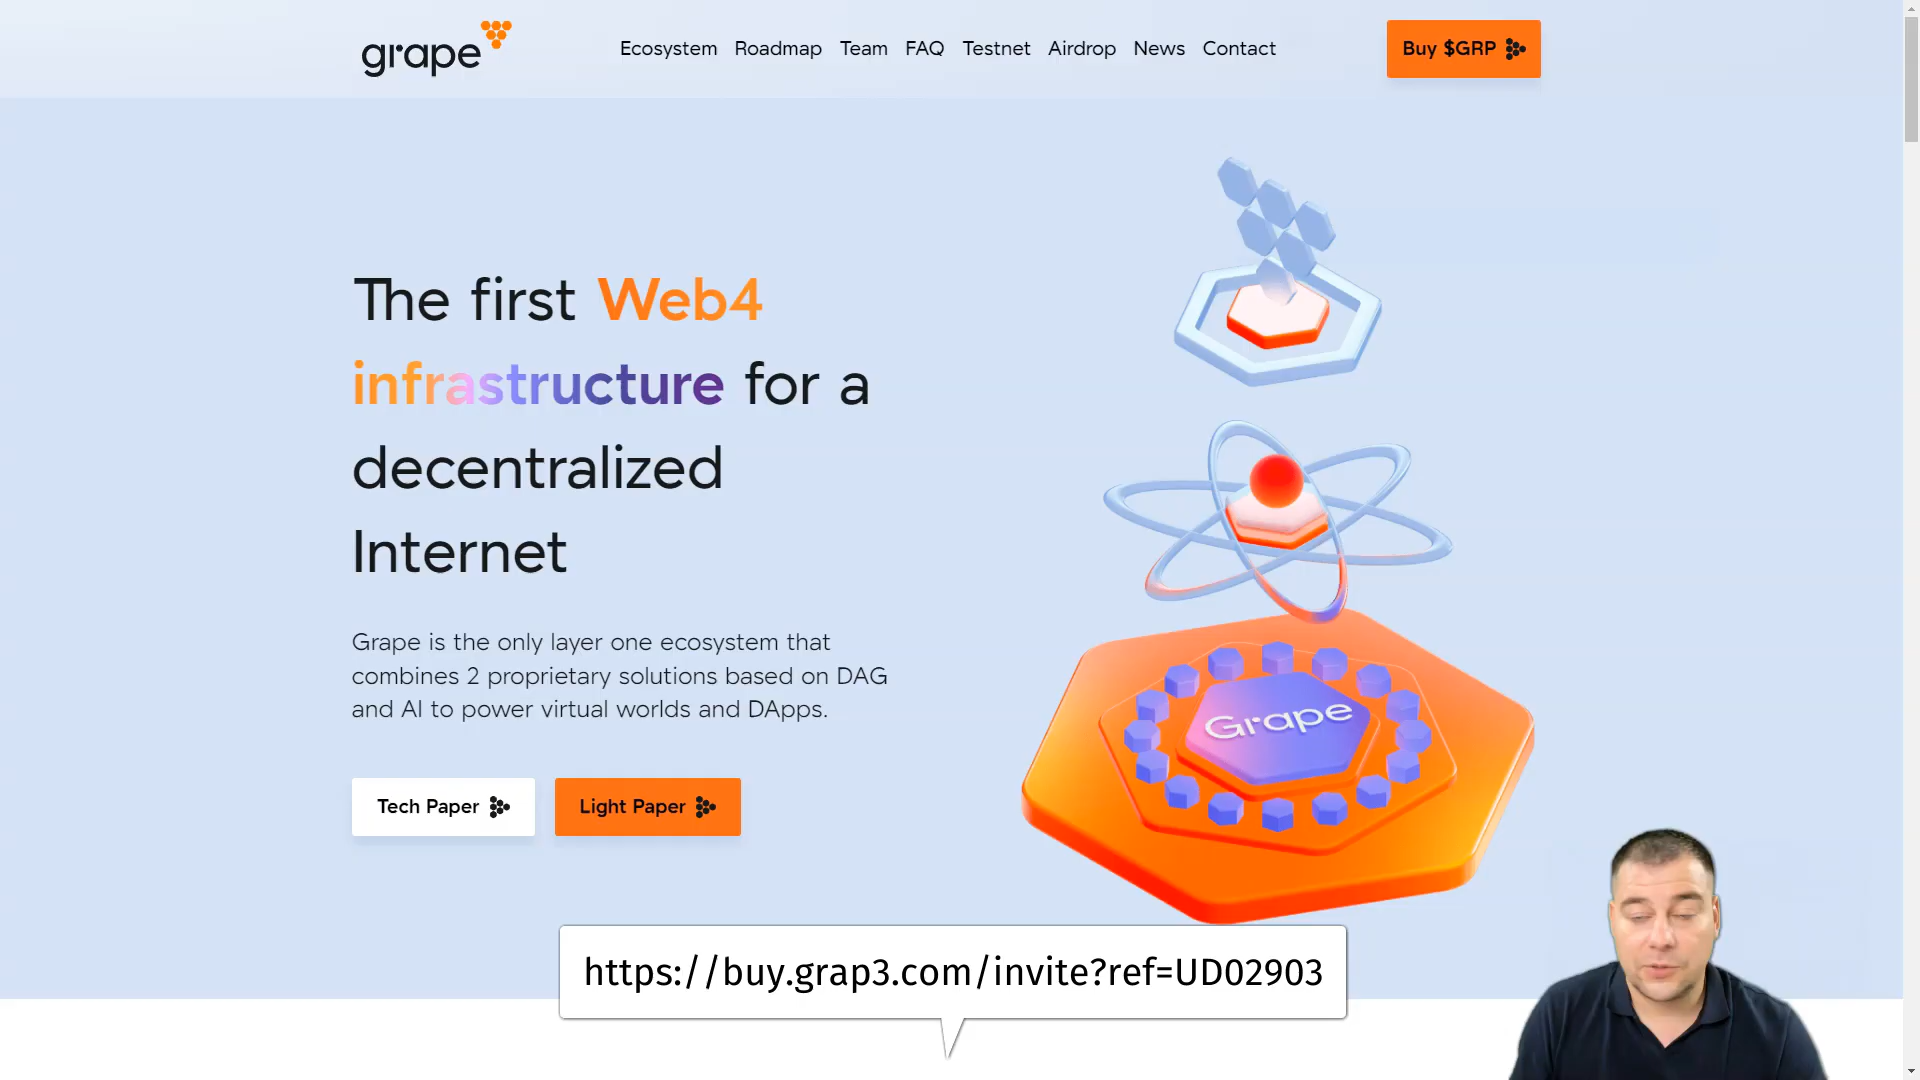 grape
Ecosystem Roadmap Team FAQ Testnet Airdrop News Contact
Buy $GRP
The first Web4
infrastructure for a
decentralized
Internet
Grape is the only layer one ecosystem that
combines 2 proprietary solutions based on DAG
and AI to power virtual worlds and DApps.
Tech Paper
Light Paper
Grape
https://buy.grap3.com/invite?ref=UD02903